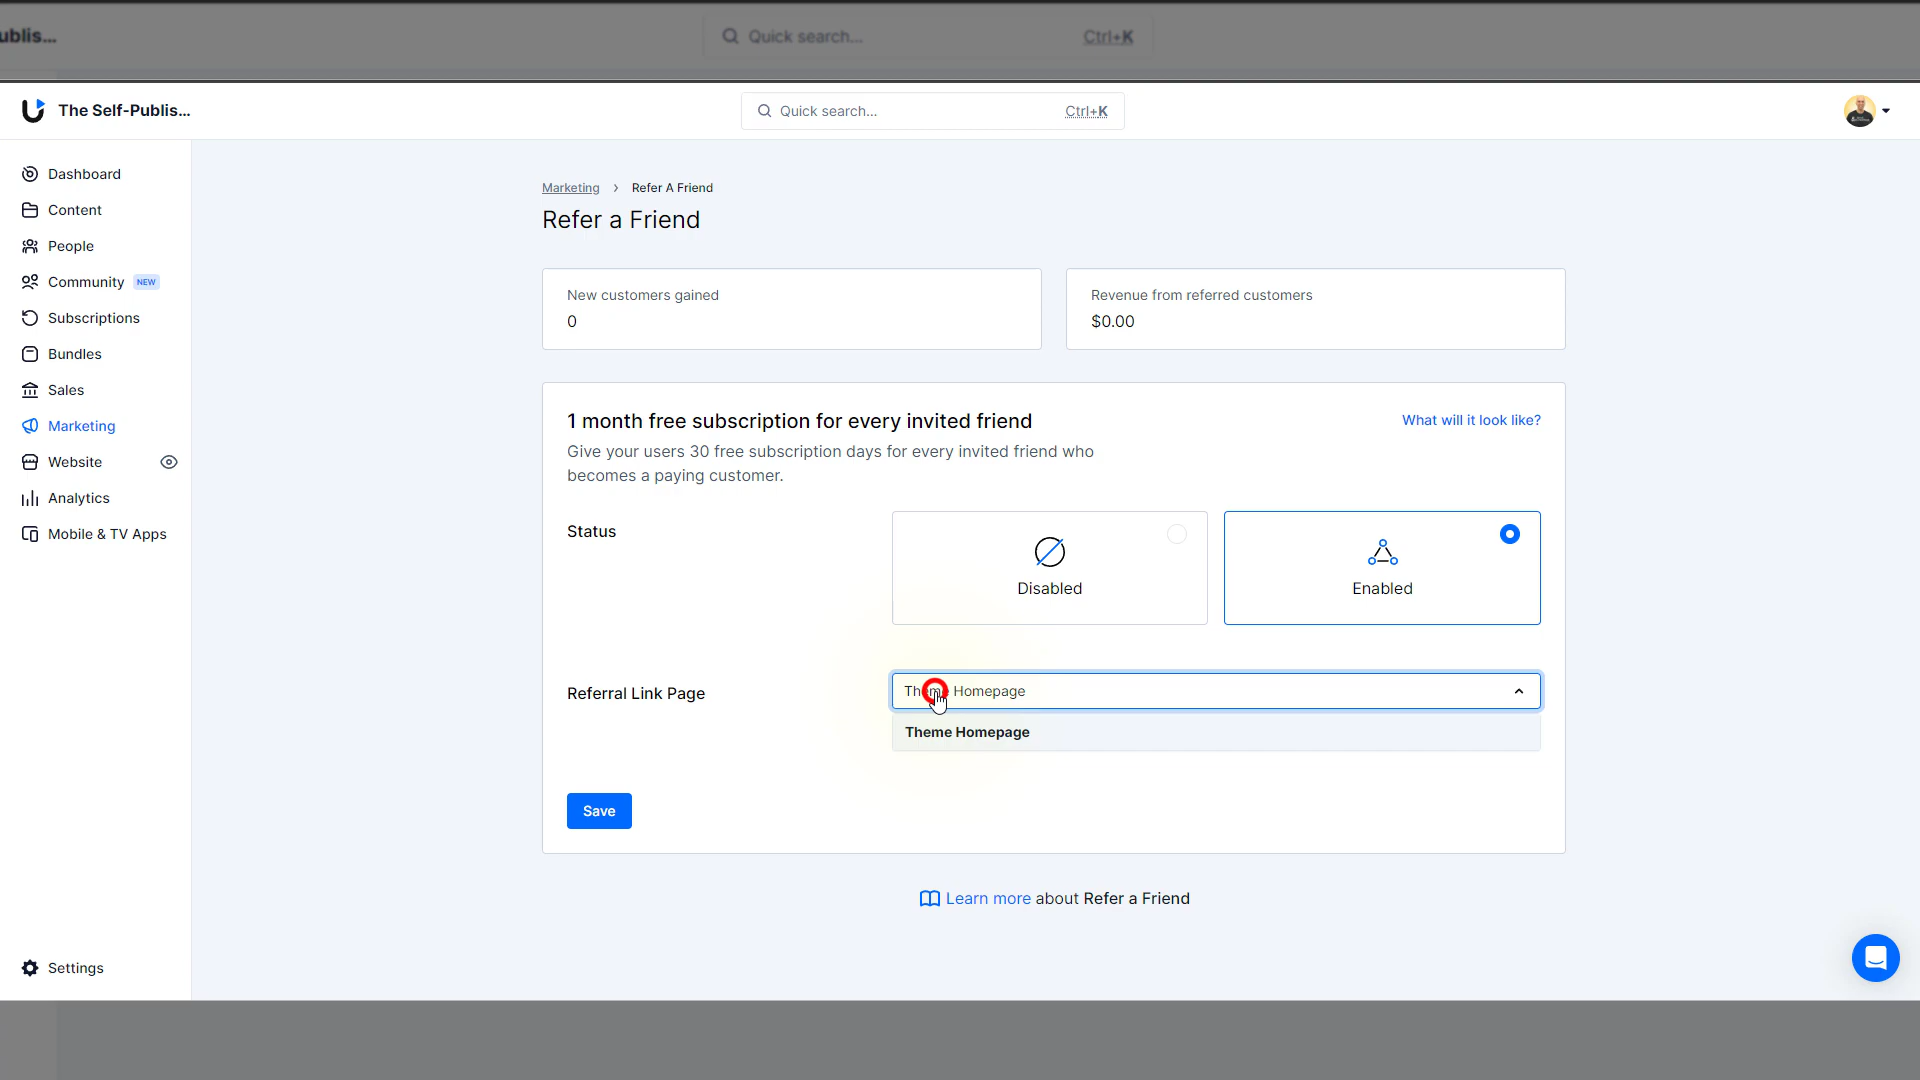 ublis...
Quick search...
Ctrl+K
The Self-Publis...
Quick search...
Ctrl+K
Dashboard
Content
People
Community NEW
Subscriptions
Bundles
Sales
Marketing
Website
Analytics
Mobile & TV Apps
Settings
Marketing > Refer A Friend
Refer a Friend
New customers gained
0
Revenue from referred customers
$0.00
1 month free subscription for every invited friend
What will it look like?
Give your users 30 free subscription days for every invited friend who
becomes a paying customer.
Status
Disabled
Enabled
Referral Link Page
Theme Homepage
Theme Homepage
Save
Learn more about Refer a Friend